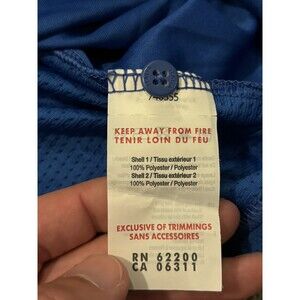 KEEP AWAY FROM FIRE
TENIR LOIN DU FEU
Shell 1 / Tissu extérieur 1
100% Polyester / Polyester
Shell 2 / Tissu extérieur 2
100% Polyester / Polyester
EXCLUSIVE OF TRIMMINGS
SANS ACCESSOIRES
RN 62200
CA 06311